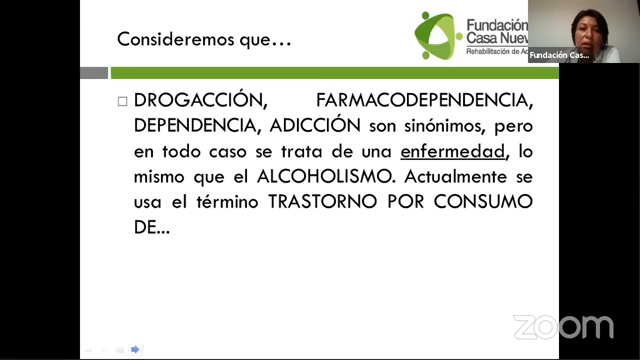 Consideremos que...
Fundación
Casa Nuev
Rehabilitación de Ad
Fundación Cas...
□ DROGACCIÓN, FARMACODEPENDENCIA,
DEPENDENCIA, ADICCIÓN son sinónimos, pero
en todo caso se trata de una enfermedad, lo
mismo que el ALCOHOLISMO. Actualmente se
usa el término TRASTORNO POR CONSUMO
DE...
zoom